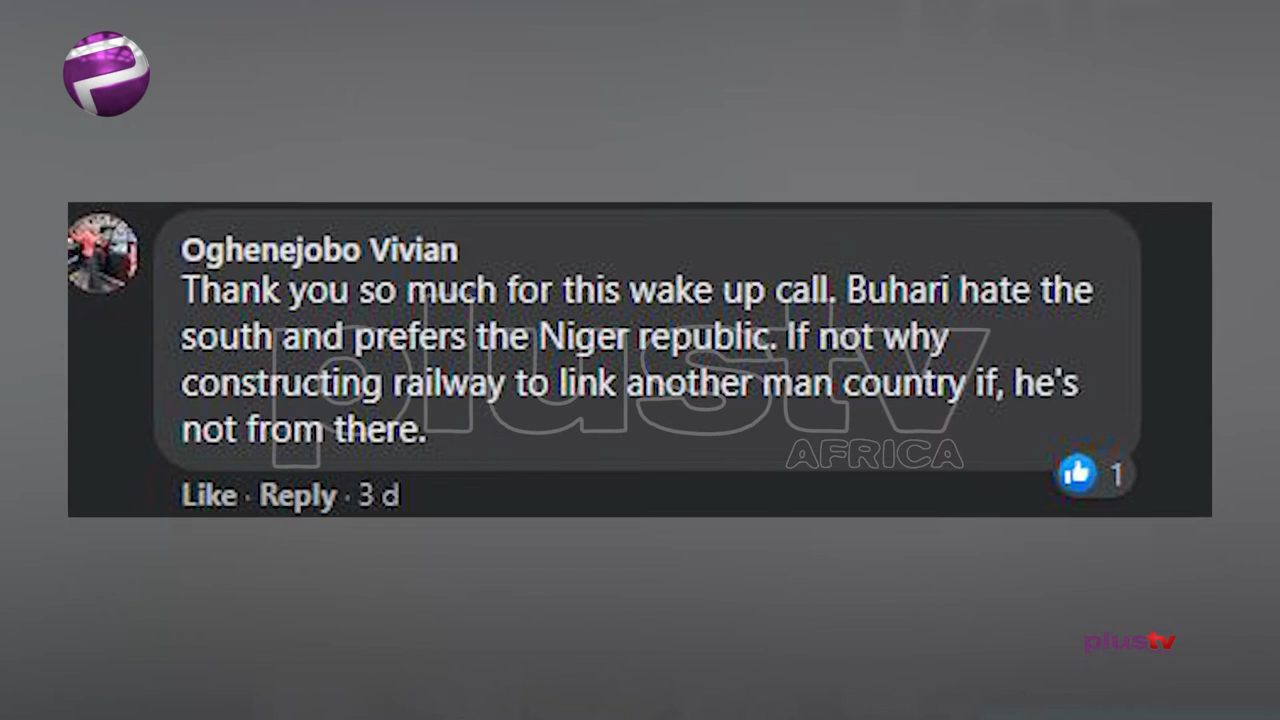 Oghenejobo Vivian
Thank you so much for this wake up call. Buhari hate the
south and prefers the Niger republic. If not why
constructing railway to link another man country if, he's
not from there.
Like · Reply · 3 d
1
plustv
AFRICA
plustv